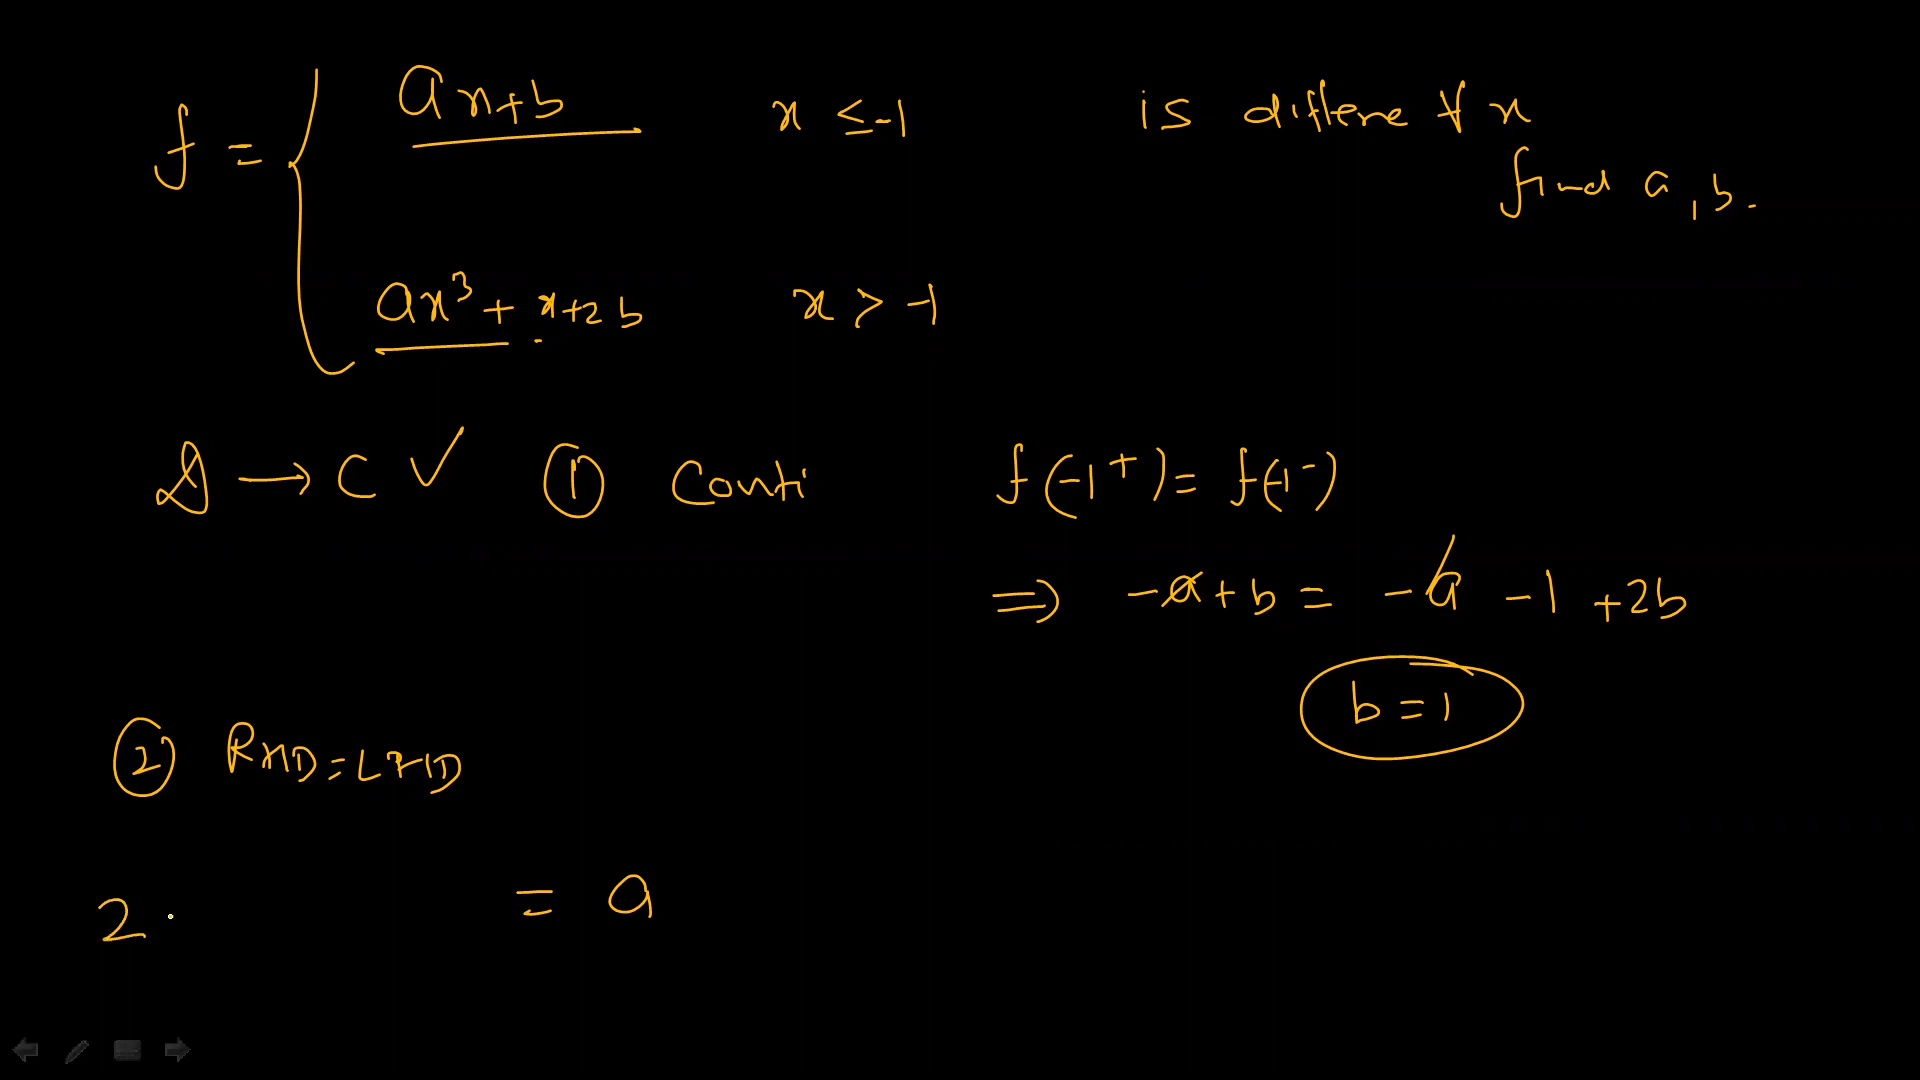 f = { ax+b x ≤ -1 is differe ∀ x
find a, b.
ax³ + x+2b x > -1
D → C ✓ ① Conti f(-1⁺) = f(-1⁻)
⇒ -a + b = -a - 1 + 2b
b = 1
② RHD = LHD
2 = a